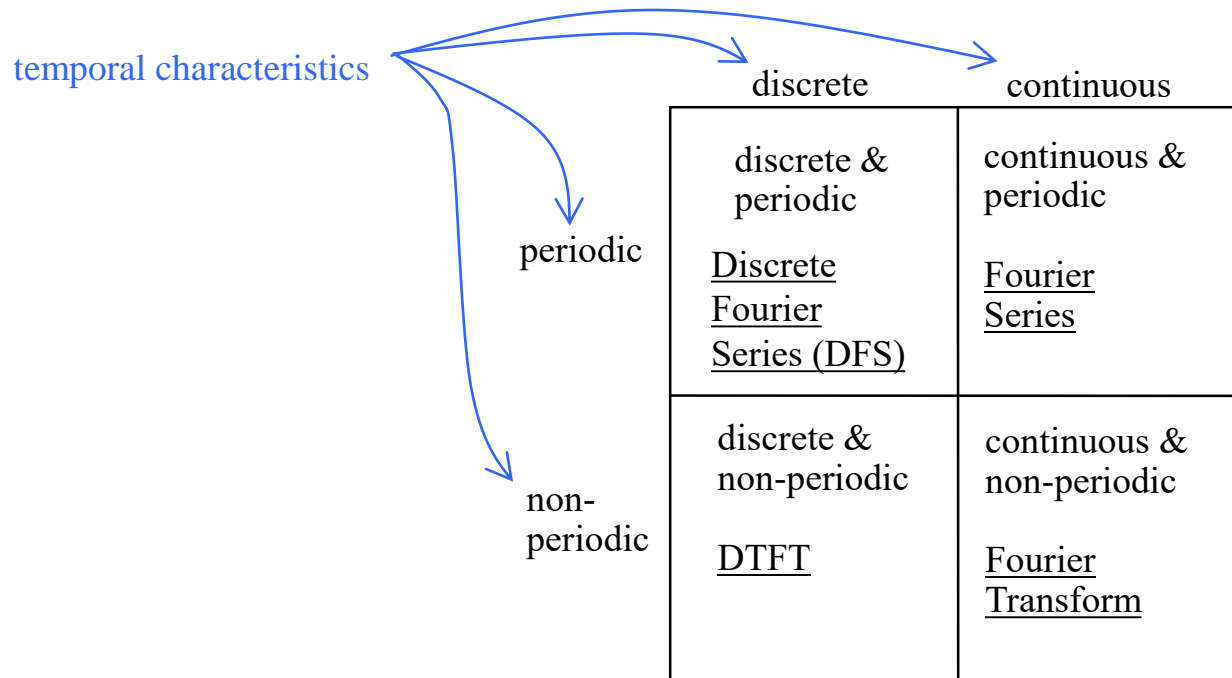 temporal characteristics
discrete
continuous
periodic
discrete &
periodic
Discrete
Fourier
Series (DFS)
continuous &
periodic
Fourier
Series
non-
periodic
discrete &
non-periodic
DTFT
continuous &
non-periodic
Fourier
Transform